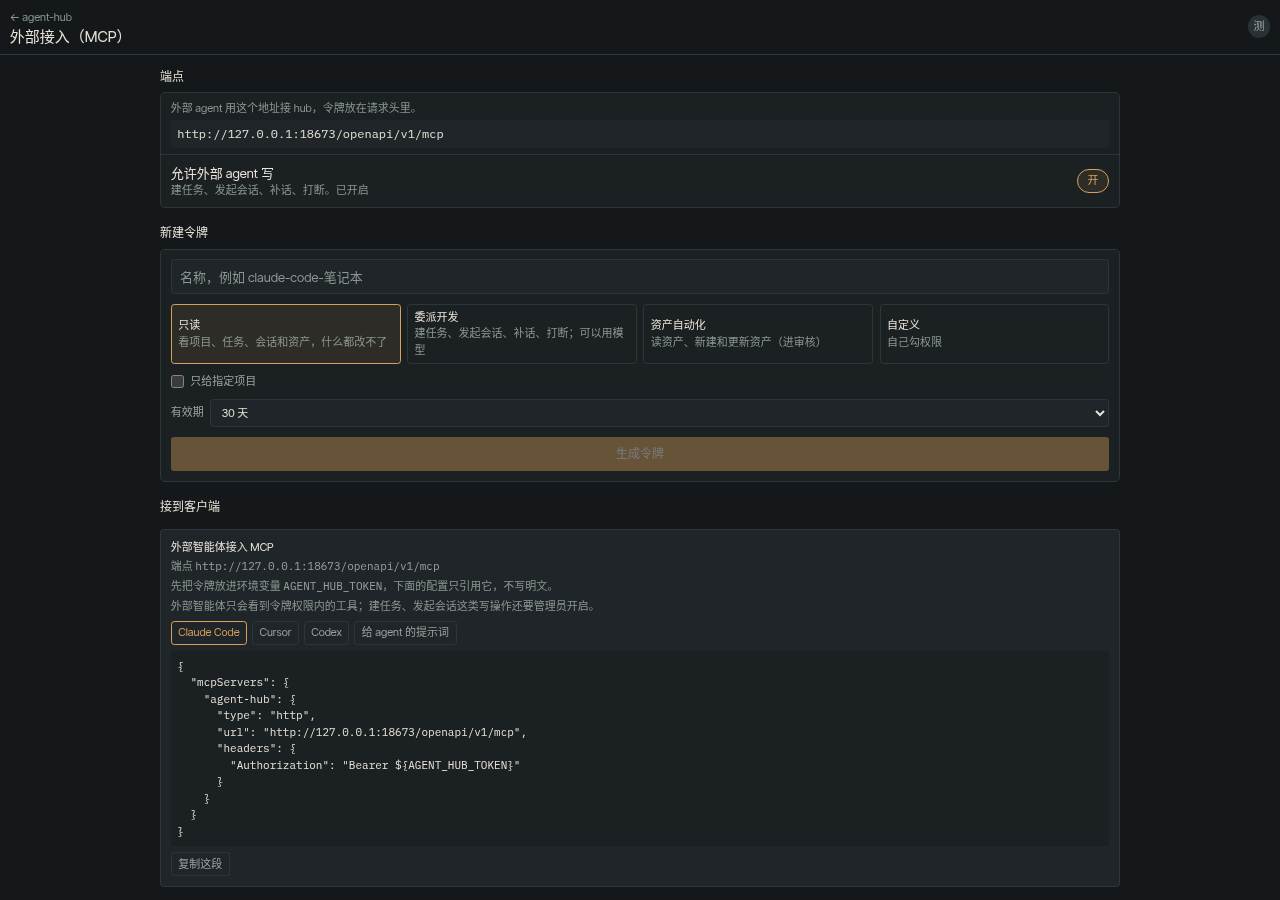 ← agent-hub
外部接入（MCP）
测
端点
外部 agent 用这个地址接 hub，令牌放在请求头里。
http://127.0.0.1:18673/openapi/v1/mcp
允许外部 agent 写
建任务、发起会话、补话、打断。已开启
开
新建令牌
名称，例如 claude-code-笔记本
只读
看项目、任务、会话和资产，什么都改不了
委派开发
建任务、发起会话、补话、打断；可以用模
型
资产自动化
读资产、新建和更新资产（进审核）
自定义
自己勾权限
只给指定项目
有效期
30 天
生成令牌
接到客户端
外部智能体接入 MCP
端点 http://127.0.0.1:18673/openapi/v1/mcp
先把令牌放进环境变量 AGENT_HUB_TOKEN，下面的配置只引用它，不写明文。
外部智能体只会看到令牌权限内的工具；建任务、发起会话这类写操作还要管理员开启。
Claude Code
Cursor
Codex
给 agent 的提示词
{
  "mcpServers": {
    "agent-hub": {
      "type": "http",
      "url": "http://127.0.0.1:18673/openapi/v1/mcp",
      "headers": {
        "Authorization": "Bearer ${AGENT_HUB_TOKEN}"
      }
    }
  }
}
复制这段